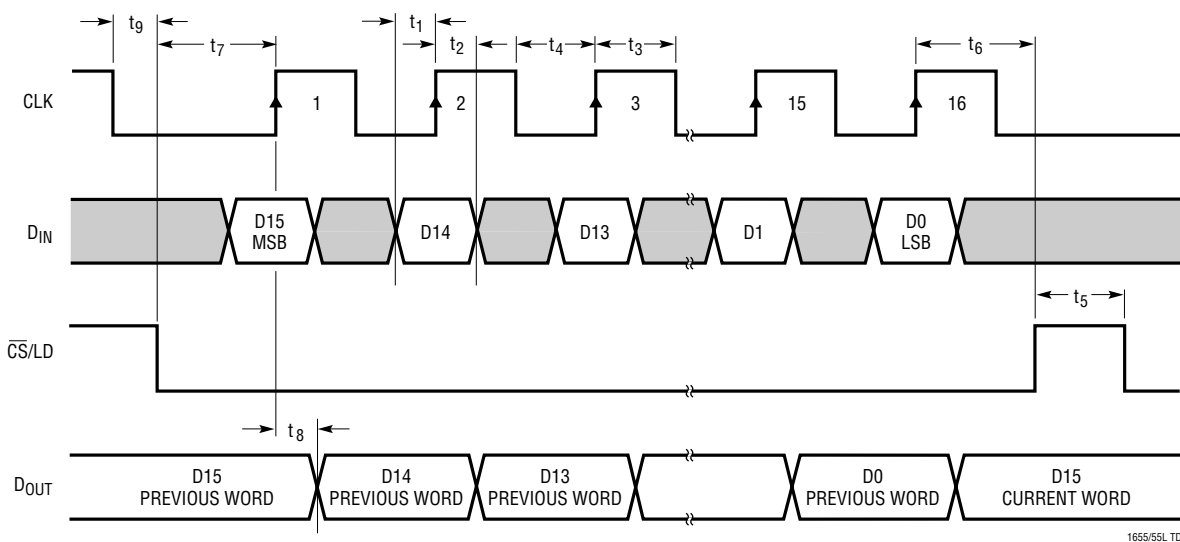 t9
t7
t1
t2
t4
t3
t6
CLK
1
2
3
15
16
DIN
D15
MSB
D14
D13
D1
D0
LSB
t5
CS/LD
t8
DOUT
D15
PREVIOUS WORD
D14
PREVIOUS WORD
D13
PREVIOUS WORD
D0
PREVIOUS WORD
D15
CURRENT WORD
1655/55L TD